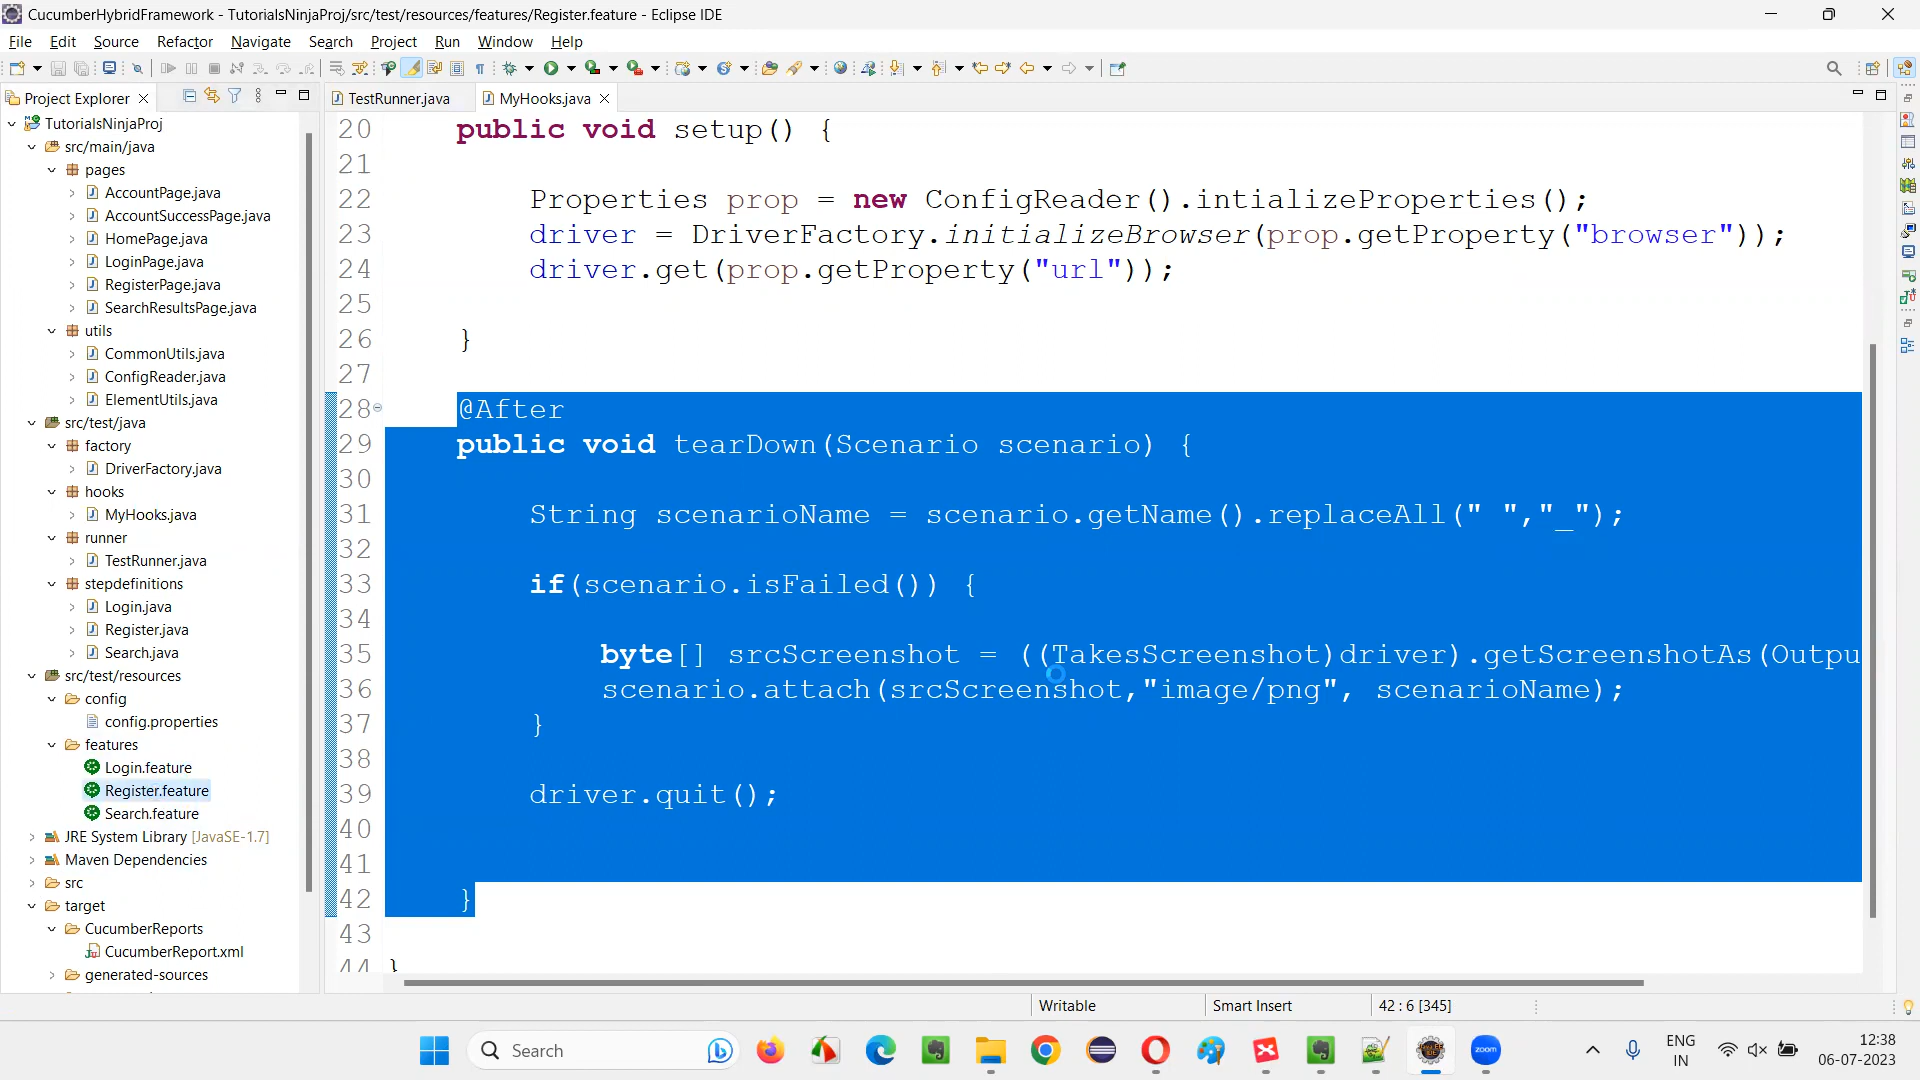 CucumberHybridFramework - TutorialsNinjaProj/src/test/resources/features/Register.feature - Eclipse IDE
File Edit Source Refactor Navigate Search Project Run Window Help
Project Explorer
TutorialsNinjaProj
src/main/java
pages
AccountPage.java
AccountSuccessPage.java
HomePage.java
LoginPage.java
RegisterPage.java
SearchResultsPage.java
utils
CommonUtils.java
ConfigReader.java
ElementUtils.java
src/test/java
factory
DriverFactory.java
hooks
MyHooks.java
runner
TestRunner.java
stepdefinitions
Login.java
Register.java
Search.java
src/test/resources
config
config.properties
features
Login.feature
Register.feature
Search.feature
JRE System Library [JavaSE-1.7]
Maven Dependencies
src
target
CucumberReports
CucumberReport.xml
generated-sources
TestRunner.java MyHooks.java
20 public void setup() {
21
22 Properties prop = new ConfigReader().intializeProperties();
23 driver = DriverFactory.initializeBrowser(prop.getProperty("browser"));
24 driver.get(prop.getProperty("url"));
25
26 }
27
28 @After
29 public void tearDown(Scenario scenario) {
30
31 String scenarioName = scenario.getName().replaceAll(" ","_");
32
33 if(scenario.isFailed()) {
34
35 byte[] srcScreenshot = ((TakesScreenshot)driver).getScreenshotAs(Outpu
36 scenario.attach(srcScreenshot,"image/png", scenarioName);
37 }
38
39 driver.quit();
40
41
42 }
43
44 }
Writable Smart Insert 42 : 6 [345]
Search
zoom
ENG
IN
12:38
06-07-2023